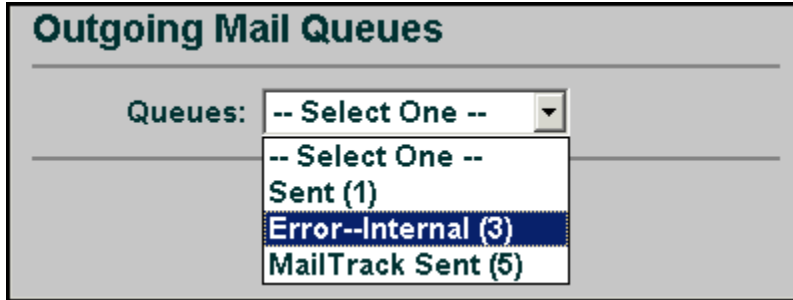 Outgoing Mail Queues
Queues: -- Select One --
-- Select One --
Sent (1)
Error--Internal (3)
MailTrack Sent (5)